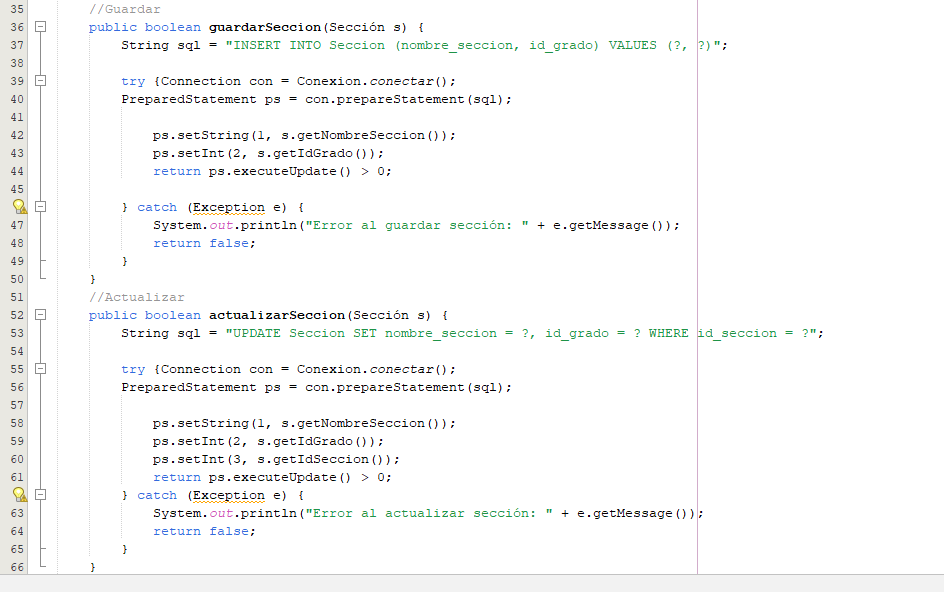 35 //Guardar
36 public boolean guardarSeccion(Sección s) {
37 String sql = "INSERT INTO Seccion (nombre_seccion, id_grado) VALUES (?, ?)";
38
39 try {Connection con = Conexion.conectar();
40 PreparedStatement ps = con.prepareStatement(sql);
41
42 ps.setString(1, s.getNombreSeccion());
43 ps.setInt(2, s.getIdGrado());
44 return ps.executeUpdate() > 0;
45
} catch (Exception e) {
47 System.out.println("Error al guardar sección: " + e.getMessage());
48 return false;
49 }
50 }
51 //Actualizar
52 public boolean actualizarSeccion(Sección s) {
53 String sql = "UPDATE Seccion SET nombre_seccion = ?, id_grado = ? WHERE id_seccion = ?";
54
55 try {Connection con = Conexion.conectar();
56 PreparedStatement ps = con.prepareStatement(sql);
57
58 ps.setString(1, s.getNombreSeccion());
59 ps.setInt(2, s.getIdGrado());
60 ps.setInt(3, s.getIdSeccion());
61 return ps.executeUpdate() > 0;
} catch (Exception e) {
63 System.out.println("Error al actualizar sección: " + e.getMessage());
64 return false;
65 }
66 }